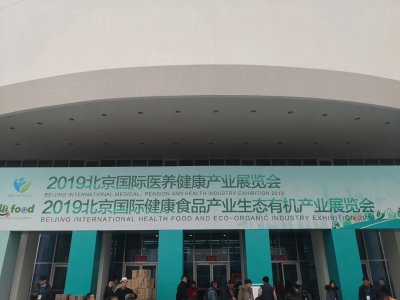 2019北京国际医养健康产业展览会
BEIJING INTERNATIONAL MEDICAL, PENSION AND HEALTH INDUSTRY EXHIBITION 2019
food
2019北京国际健康食品产业生态有机产业展览会
BEIJING INTERNATIONAL HEALTH FOOD AND ECO-ORGANIC INDUSTRY EXHIBITION 2019